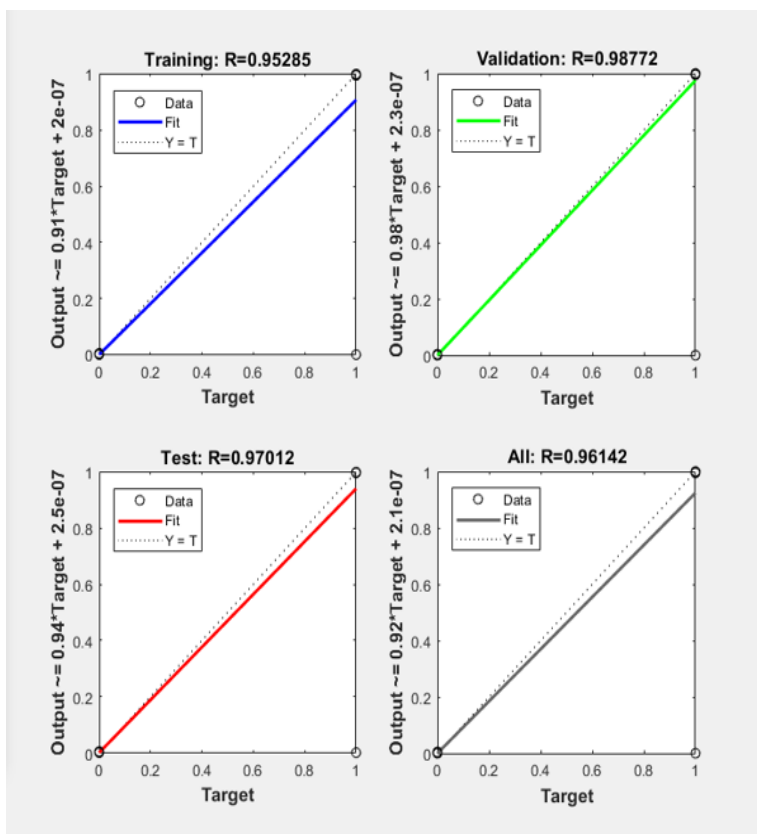 Training: R=0.95285
Output ~= 0.91*Target + 2e-07
1
0.8
0.6
0.4
0.2
0
Data
Fit
Y = T
0 0.2 0.4 0.6 0.8 1
Target
Validation: R=0.98772
Output ~= 0.98*Target + 2.3e-07
1
0.8
0.6
0.4
0.2
0
Data
Fit
Y = T
0 0.2 0.4 0.6 0.8 1
Target
Test: R=0.97012
Output ~= 0.94*Target + 2.5e-07
1
0.8
0.6
0.4
0.2
0
Data
Fit
Y = T
0 0.2 0.4 0.6 0.8 1
Target
All: R=0.96142
Output ~= 0.92*Target + 2.1e-07
1
0.8
0.6
0.4
0.2
0
Data
Fit
Y = T
0 0.2 0.4 0.6 0.8 1
Target